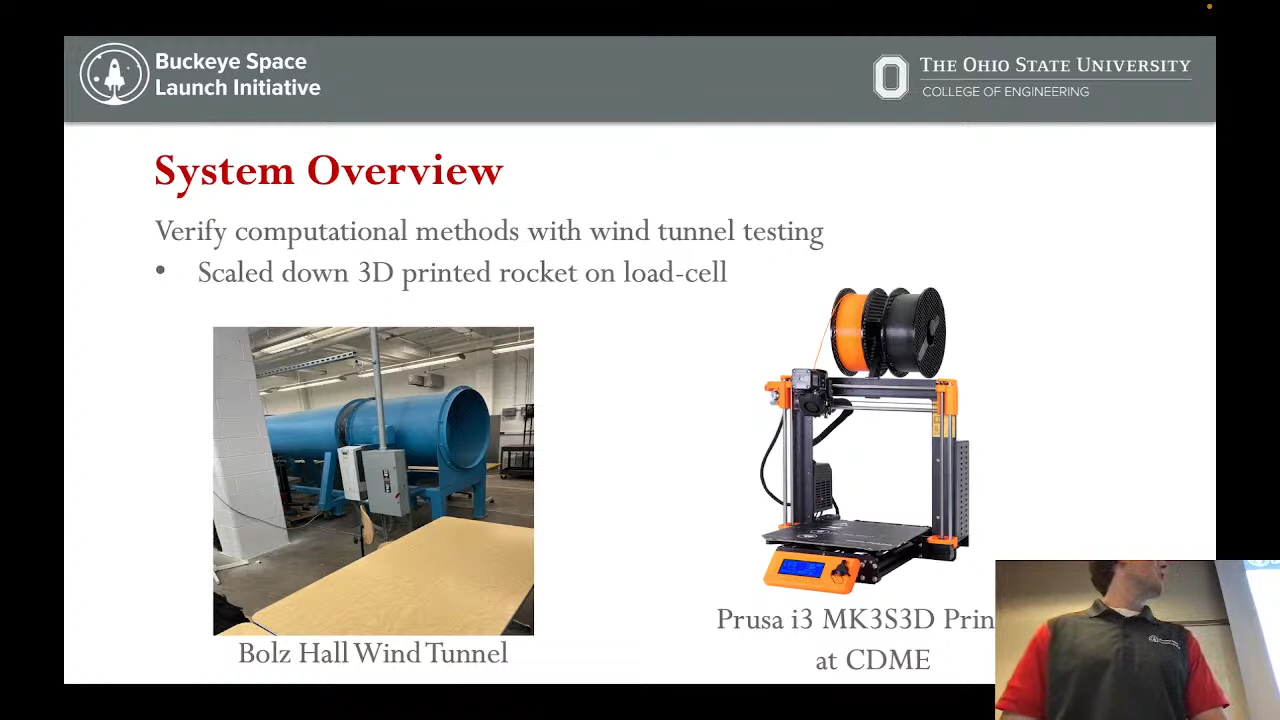 Buckeye Space
Launch Initiative
THE OHIO STATE UNIVERSITY
COLLEGE OF ENGINEERING
System Overview
Verify computational methods with wind tunnel testing
• Scaled down 3D printed rocket on load-cell
Bolz Hall Wind Tunnel
Prusa i3 MK3S3D Prin
at CDME